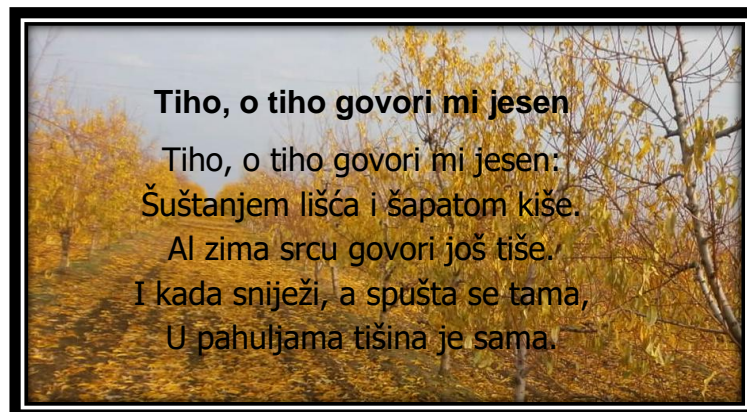 Tiho, o tiho govori mi jesen
Tiho, o tiho govori mi jesen:
Šuštanjem lišća i šapatom kiše.
Al zima srcu govori još tiše.
I kada sniježi, a spušta se tama,
U pahuljama tišina je sama.